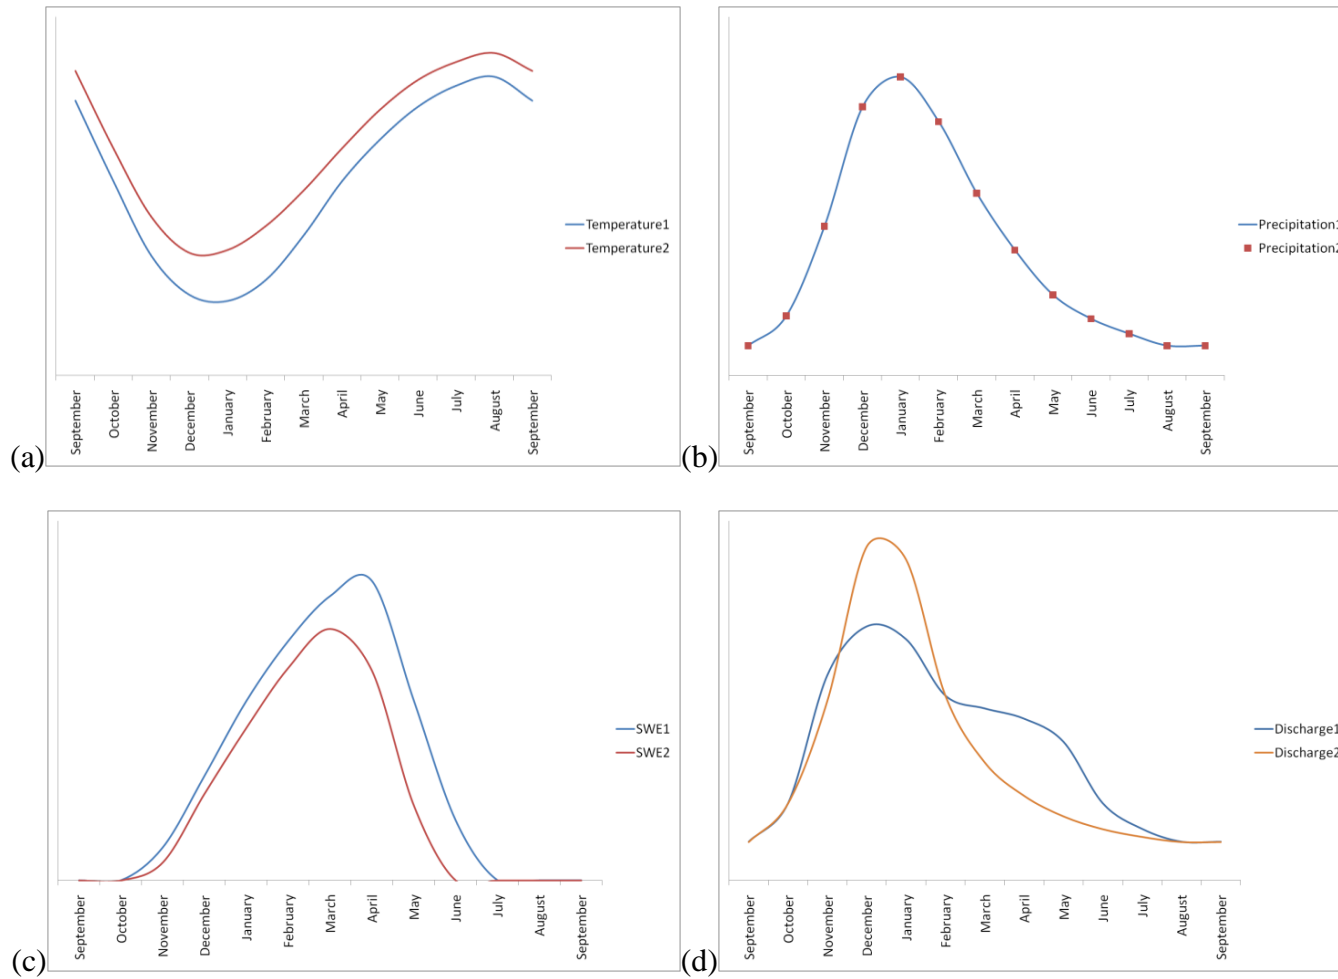 Temperature1
Temperature2
September
October
November
December
January
February
March
April
May
June
July
August
September
(a)
Precipitation1
Precipitation2
September
October
November
December
January
February
March
April
May
June
July
August
September
(b)
SWE1
SWE2
September
October
November
December
January
February
March
April
May
June
July
August
September
(c)
Discharge1
Discharge2
September
October
November
December
January
February
March
April
May
June
July
August
September
(d)